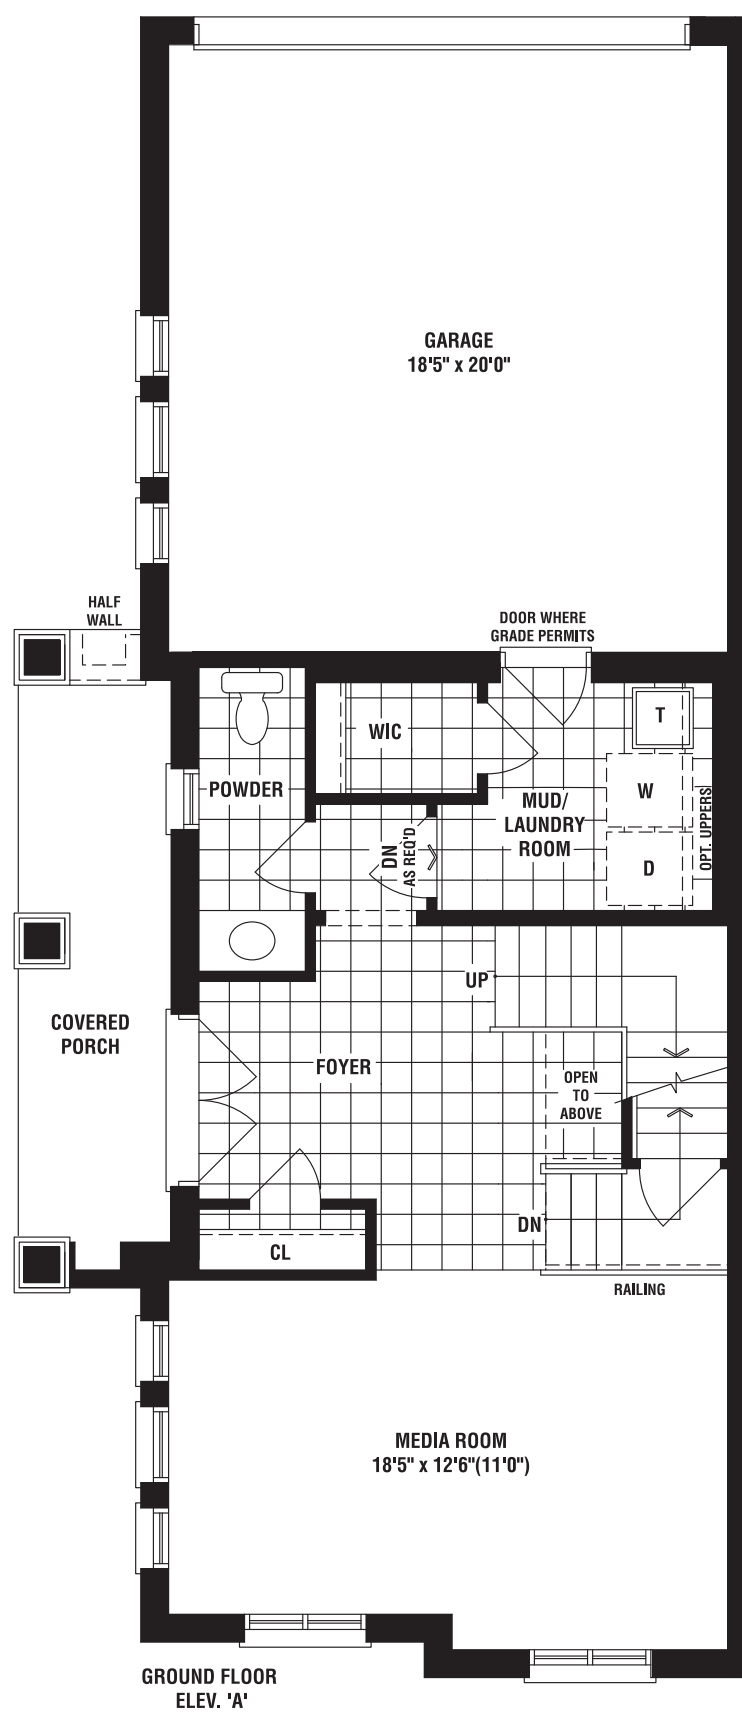 GARAGE
18'5" x 20'0"
HALF
WALL
DOOR WHERE
GRADE PERMITS
WIC
T
POWDER
W
MUD/
LAUNDRY
ROOM
OPT. UPPERS
DN
AS REQ'D
D
UP
COVERED
PORCH
FOYER
OPEN
TO
ABOVE
DN
CL
RAILING
MEDIA ROOM
18'5" x 12'6"(11'0")
GROUND FLOOR
ELEV. 'A'